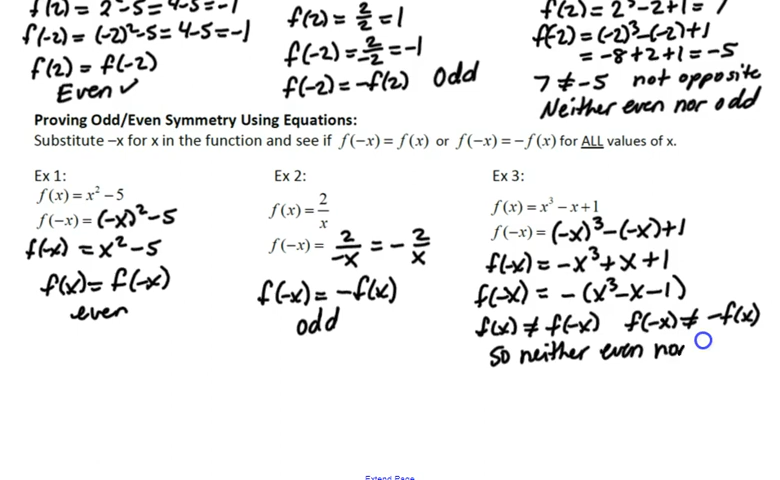 f(2) = 2²-5 = 4-5 = -1
f(-2) = (-2)²-5 = 4-5 = -1
f(2) = f(-2)
Even ✓
f(2) = 2/2 = 1
f(-2) = 2/-2 = -1
f(-2) = -f(2) Odd
f(2) = 2³-2+1 = 7
f(-2) = (-2)³-(-2)+1
= -8+2+1 = -5
7 ≠ -5 not opposite
Neither even nor odd
Proving Odd/Even Symmetry Using Equations:
Substitute –x for x in the function and see if f(−x) = f(x) or f(−x) = −f(x) for ALL values of x.
Ex 1:
f(x) = x² − 5
f(−x) = (-x)²-5
f(-x) = x²-5
f(x) = f(-x)
even
Ex 2:
f(x) = 2/x
f(−x) = 2/-x = -2/x
f(-x) = -f(x)
odd
Ex 3:
f(x) = x³ − x + 1
f(−x) = (-x)³-(-x)+1
f(-x) = -x³+x+1
f(-x) = -(x³-x-1)
f(x) ≠ f(-x) f(-x) ≠ -f(x)
So neither even nor
Extend Page